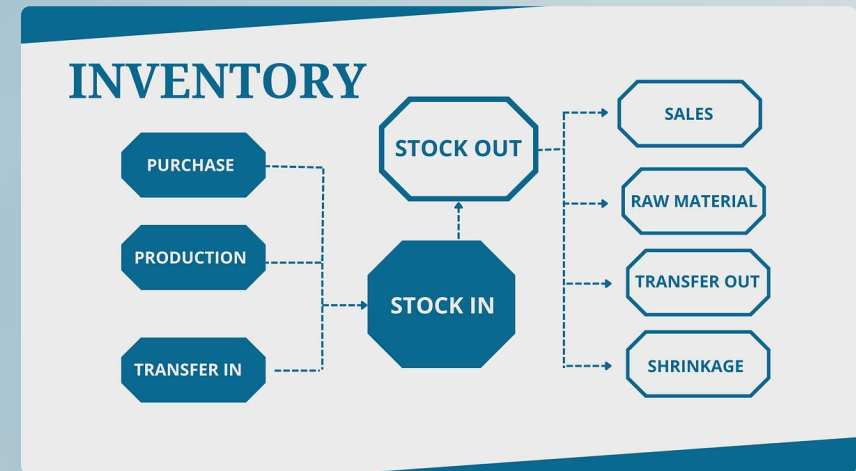 INVENTORY
PURCHASE
PRODUCTION
TRANSFER IN
STOCK IN
STOCK OUT
SALES
RAW MATERIAL
TRANSFER OUT
SHRINKAGE